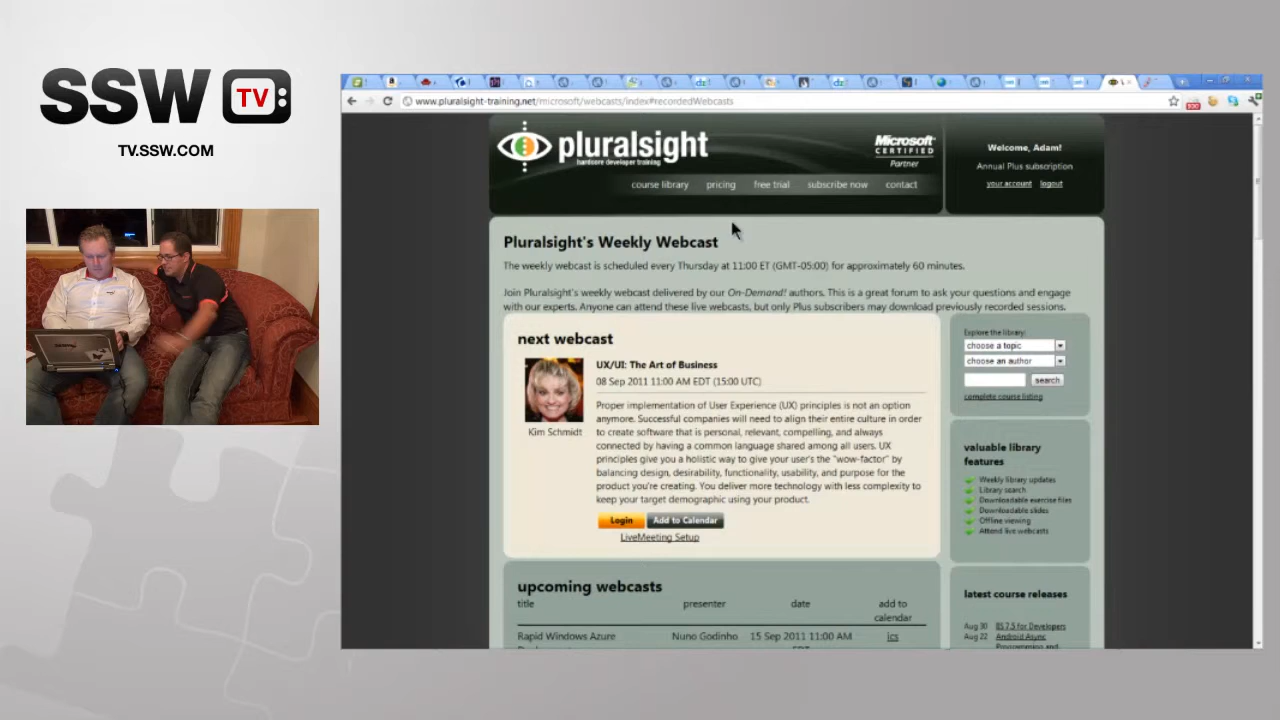 SSW TV:
TV.SSW.COM
www.pluralsight-training.net/microsoft/webcasts/index#recordedWebcasts
pluralsight
hardcore developer training
Microsoft
CERTIFIED
Partner
course library pricing free trial subscribe now contact
Welcome, Adam!
Annual Plus subscription
your account logout
Pluralsight's Weekly Webcast
The weekly webcast is scheduled every Thursday at 11:00 ET (GMT-05:00) for approximately 60 minutes.
Join Pluralsight's weekly webcast delivered by our On-Demand! authors. This is a great forum to ask your questions and engage
with our experts. Anyone can attend these live webcasts, but only Plus subscribers may download previously recorded sessions.
next webcast
Kim Schmidt
UX/UI: The Art of Business
08 Sep 2011 11:00 AM EDT (15:00 UTC)
Proper implementation of User Experience (UX) principles is not an option
anymore. Successful companies will need to align their entire culture in order
to create software that is personal, relevant, compelling, and always
connected by having a common language shared among all users. UX
principles give you a holistic way to give your user's the "wow-factor" by
balancing design, desirability, functionality, usability, and purpose for the
product you're creating. You deliver more technology with less complexity to
keep your target demographic using your product.
Login Add to Calendar
LiveMeeting Setup
upcoming webcasts
title presenter date add to
calendar
Rapid Windows Azure Nuno Godinho 15 Sep 2011 11:00 AM ics
Explore the library:
choose a topic
choose an author
search
complete course listing
valuable library
features
Weekly library updates
Library search
Downloadable exercise files
Downloadable slides
Offline viewing
Attend live webcasts
latest course releases
Aug 30 IIS 7.5 for Developers
Aug 22 Android Async
Programming and